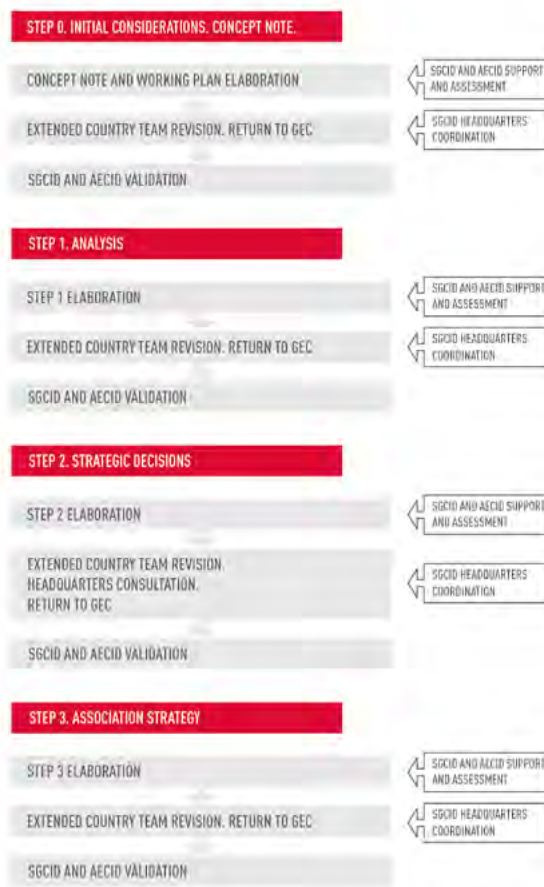 STEP 0. INITIAL CONSIDERATIONS. CONCEPT NOTE.
CONCEPT NOTE AND WORKING PLAN ELABORATION
SGCID AND AECID SUPPORT
AND ASSESSMENT
EXTENDED COUNTRY TEAM REVISION. RETURN TO GEC
SGCID HEADQUARTERS
COORDINATION
SGCID AND AECID VALIDATION
STEP 1. ANALYSIS
STEP 1 ELABORATION
SGCID AND AECID SUPPORT
AND ASSESSMENT
EXTENDED COUNTRY TEAM REVISION. RETURN TO GEC
SGCID HEADQUARTERS
COORDINATION
SGCID AND AECID VALIDATION
STEP 2. STRATEGIC DECISIONS
STEP 2 ELABORATION
SGCID AND AECID SUPPORT
AND ASSESSMENT
EXTENDED COUNTRY TEAM REVISION.
HEADQUARTERS CONSULTATION.
RETURN TO GEC
SGCID HEADQUARTERS
COORDINATION
SGCID AND AECID VALIDATION
STEP 3. ASSOCIATION STRATEGY
STEP 3 ELABORATION
SGCID AND AECID SUPPORT
AND ASSESSMENT
EXTENDED COUNTRY TEAM REVISION. RETURN TO GEC
SGCID HEADQUARTERS
COORDINATION
SGCID AND AECID VALIDATION